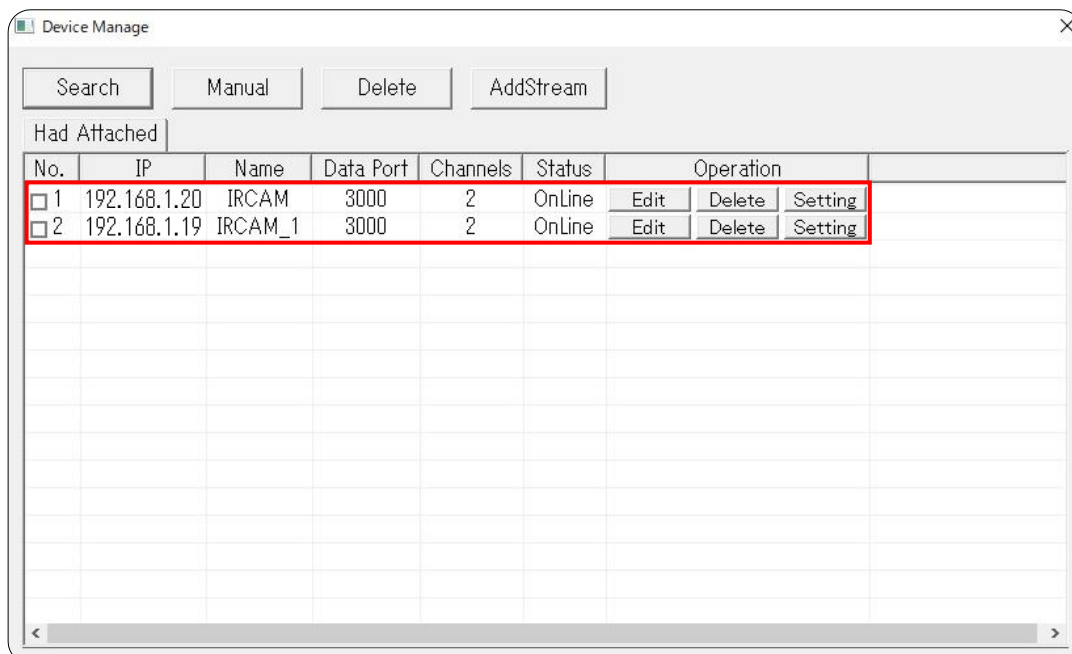 Device Manage
Search Manual Delete AddStream
Had Attached
No. IP Name Data Port Channels Status Operation
1 192.168.1.20 IRCAM 3000 2 OnLine Edit Delete Setting
2 192.168.1.19 IRCAM_1 3000 2 OnLine Edit Delete Setting